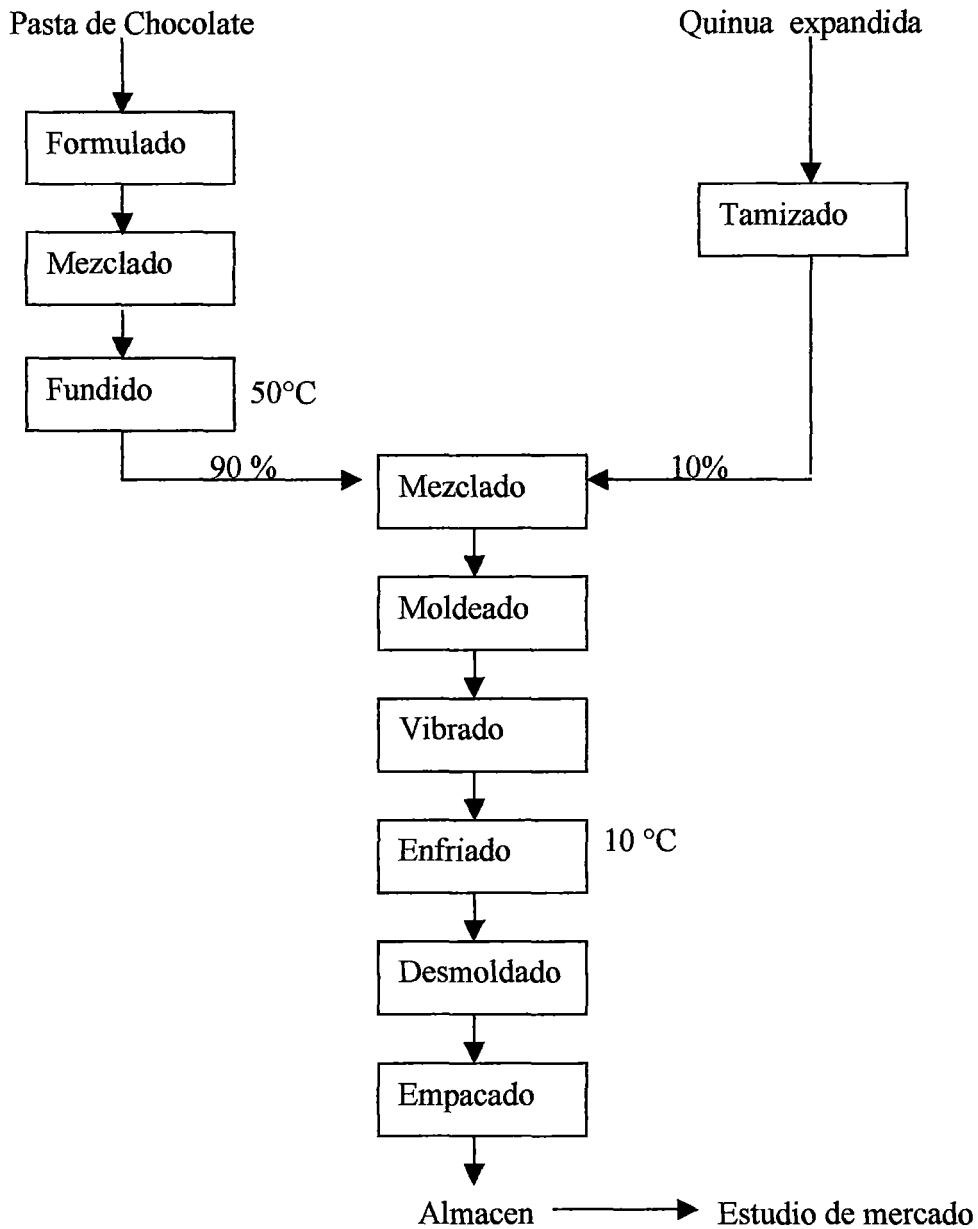 Pasta de Chocolate
Quinua expandida
Formulado
Tamizado
Mezclado
Fundido
50°C
90 %
10%
Mezclado
Moldeado
Vibrado
Enfriado
10 °C
Desmoldado
Empacado
Almacen
Estudio de mercado